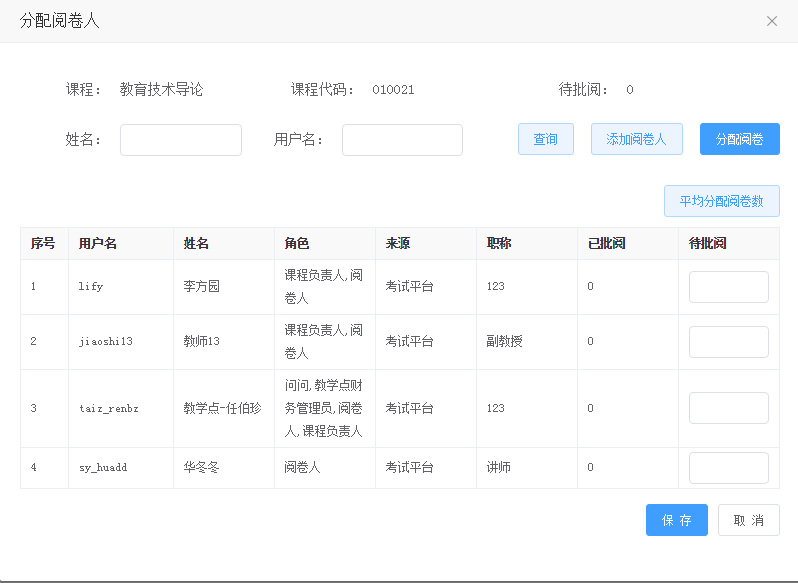 分配阅卷人
课程： 教育技术导论 课程代码： 010021 待批阅： 0
姓名： 用户名： 查询 添加阅卷人 分配阅卷
平均分配阅卷数
序号 用户名 姓名 角色 来源 职称 已批阅 待批阅
1 lify 李方园 课程负责人,阅卷人 考试平台 123 0
2 jiaoshi13 教师13 课程负责人,阅卷人 考试平台 副教授 0
3 taiz_renbz 教学点-任伯珍 问问,教学点财务管理员,阅卷人,课程负责人 考试平台 123 0
4 sy_huadd 华冬冬 阅卷人 考试平台 讲师 0
保 存 取 消